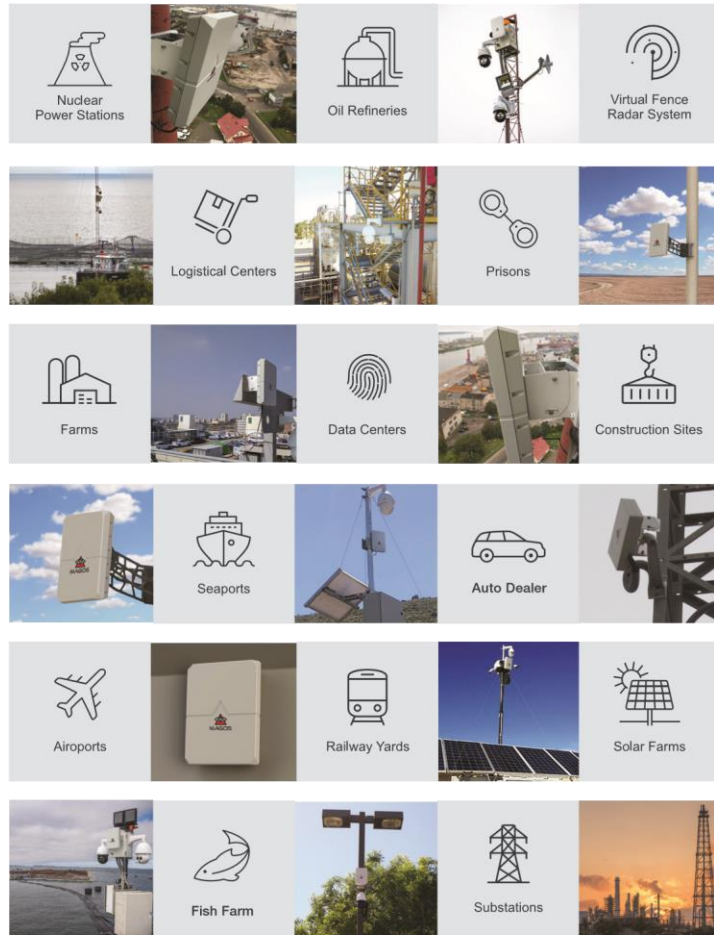 Nuclear
Power Stations
Oil Refineries
Virtual Fence
Radar System
Logistical Centers
Prisons
Farms
Data Centers
Construction Sites
MAGOS
Seaports
Auto Dealer
Airoports
MAGOS
Railway Yards
Solar Farms
Fish Farm
Substations